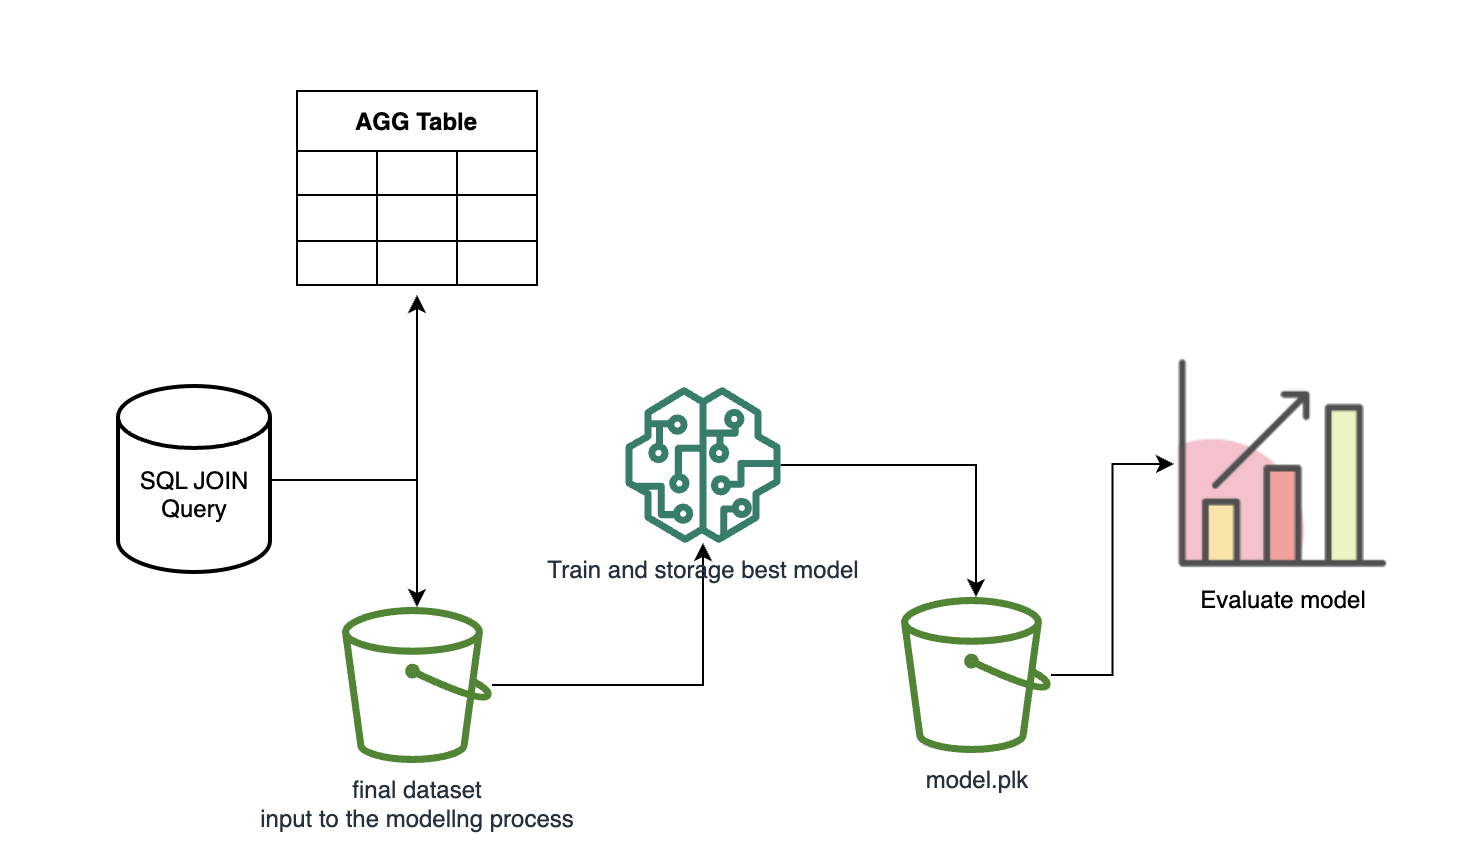 AGG Table
SQL JOIN
Query
Train and storage best model
Evaluate model
final dataset
input to the modellng process
model.plk